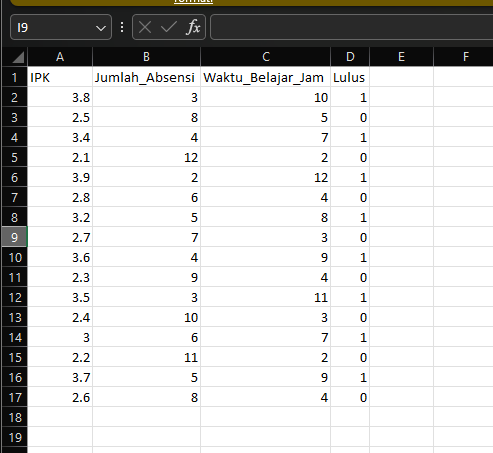 I9 fx
A B C D E F
1 IPK Jumlah_Absensi Waktu_Belajar_Jam Lulus
2 3.8 3 10 1
3 2.5 8 5 0
4 3.4 4 7 1
5 2.1 12 2 0
6 3.9 2 12 1
7 2.8 6 4 0
8 3.2 5 8 1
9 2.7 7 3 0
10 3.6 4 9 1
11 2.3 9 4 0
12 3.5 3 11 1
13 2.4 10 3 0
14 3 6 7 1
15 2.2 11 2 0
16 3.7 5 9 1
17 2.6 8 4 0
18
19